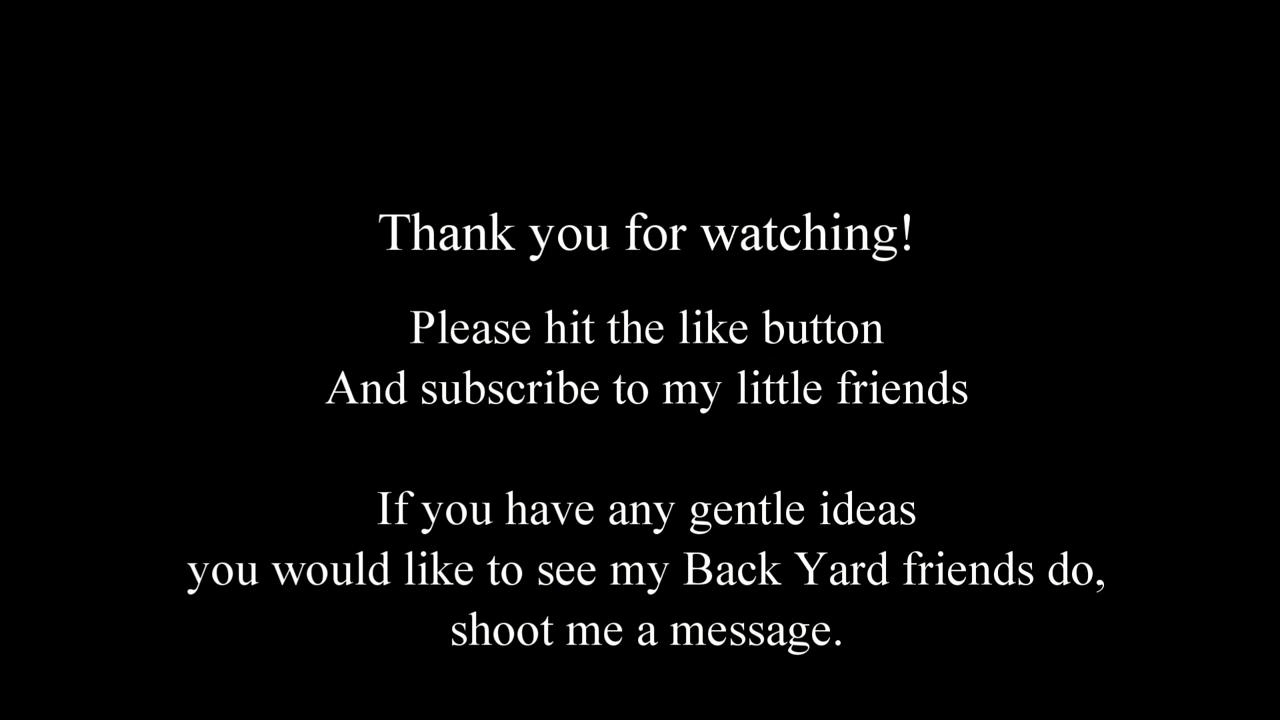 Thank you for watching!
Please hit the like button
And subscribe to my little friends
If you have any gentle ideas
you would like to see my Back Yard friends do,
shoot me a message.